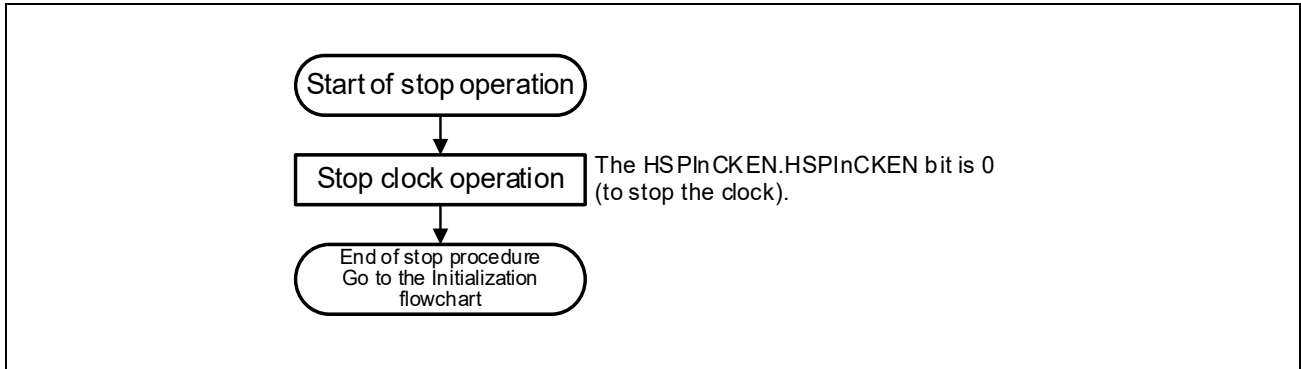 Start of stop operation
Stop clock operation
The HSPInCKEN.HSPInCKEN bit is 0
(to stop the clock).
End of stop procedure
Go to the Initialization
flowchart